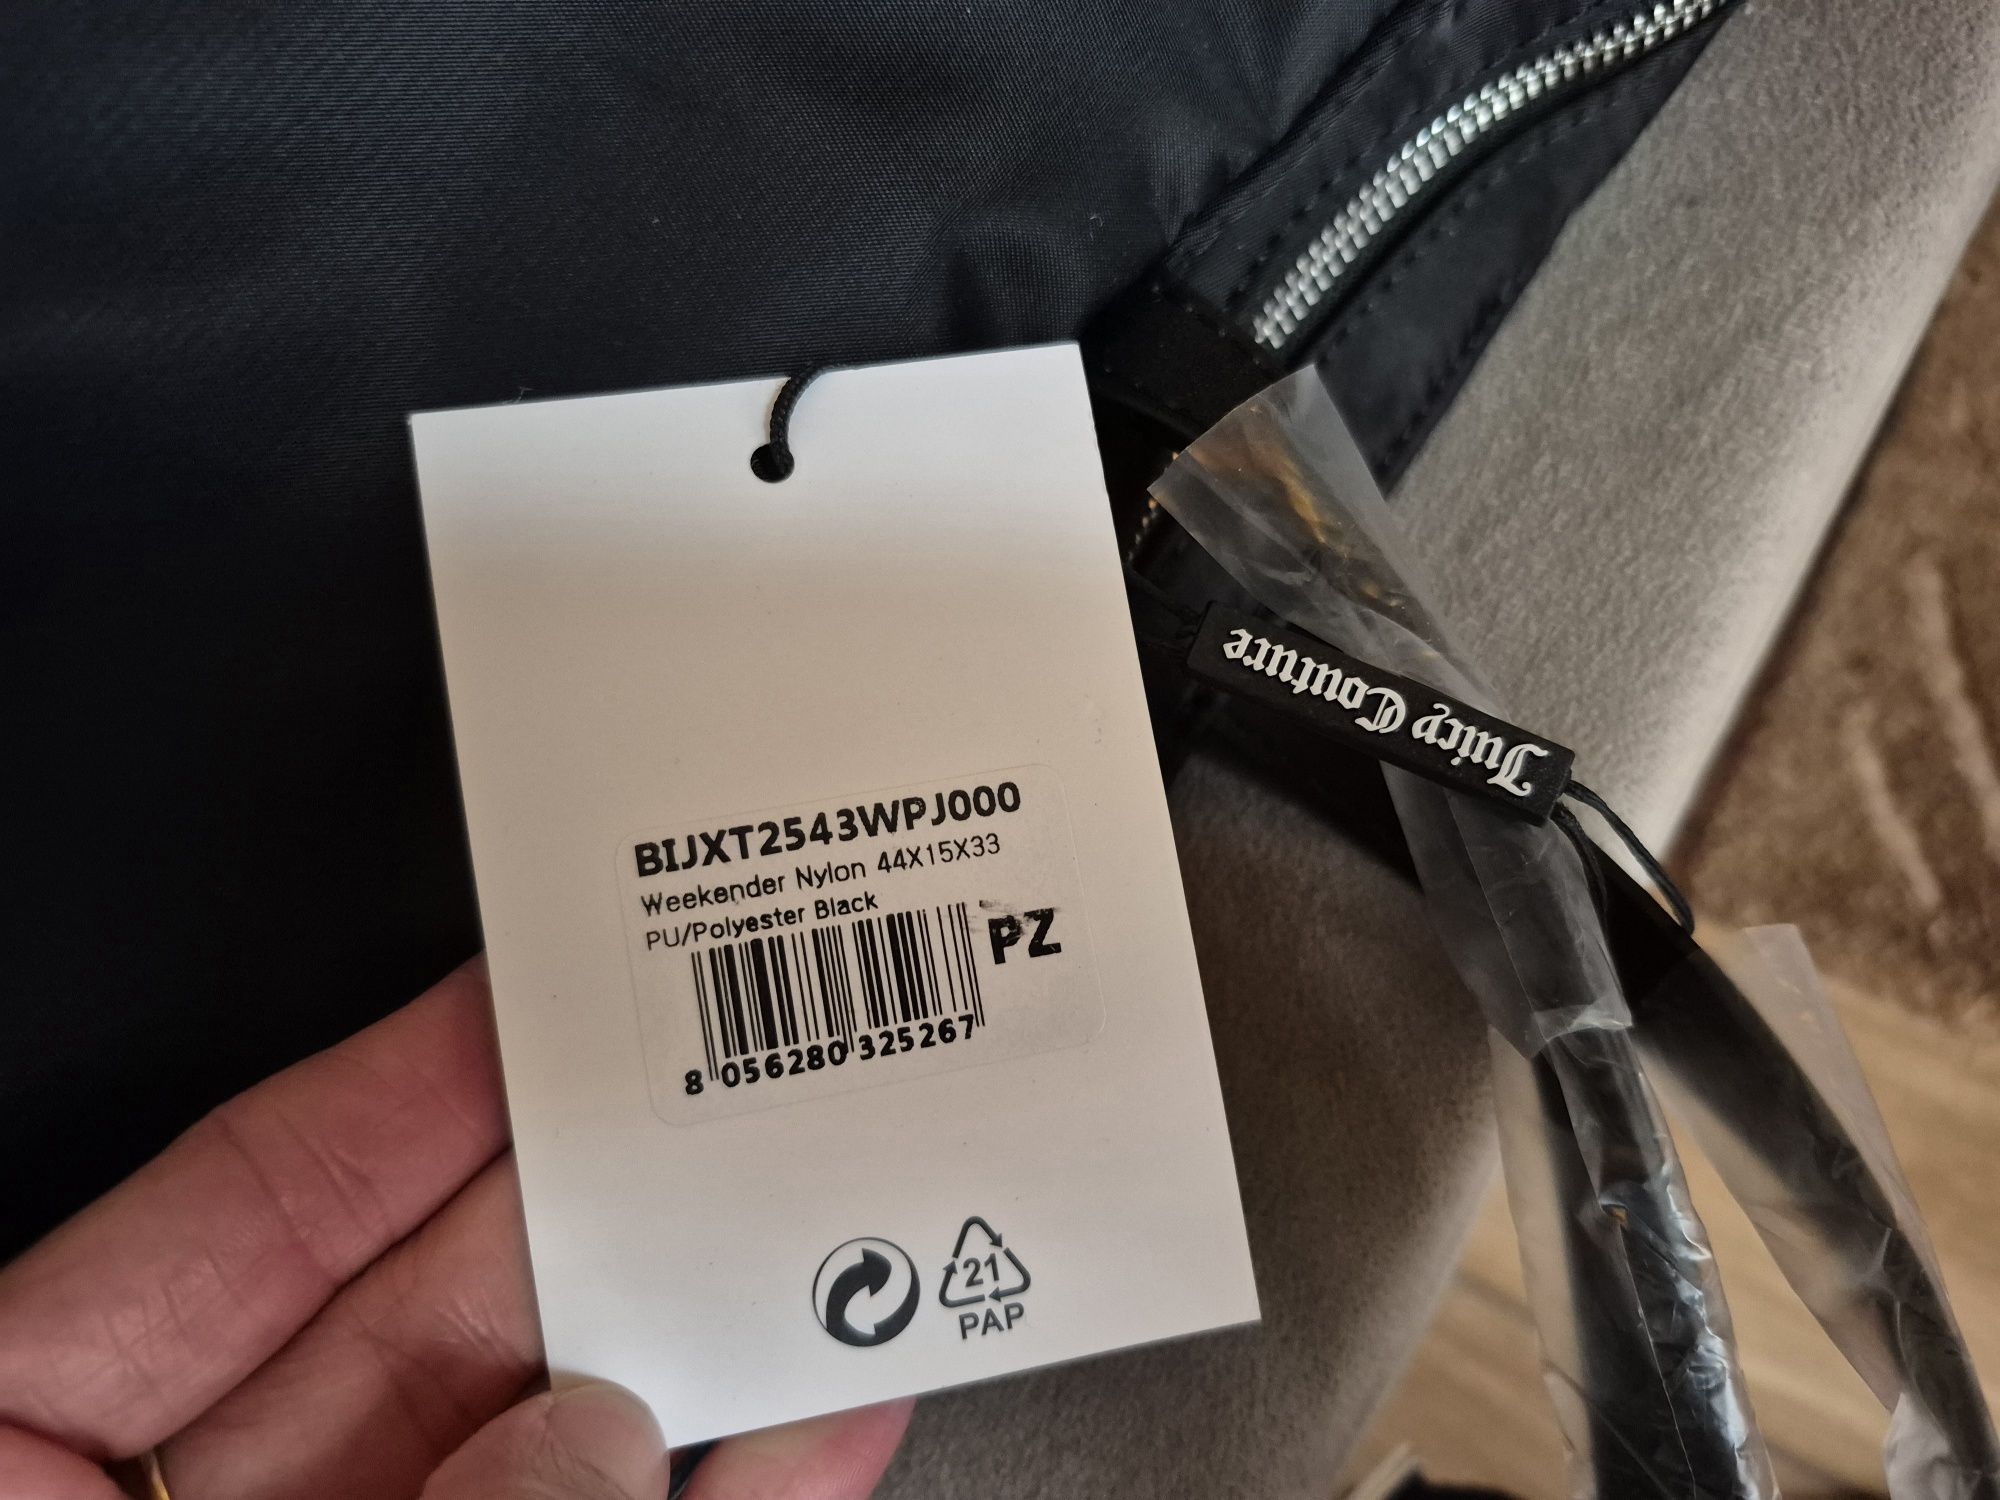 BIJXT2543WPJ000
Weekender Nylon 44X15X33
PU/Polyester Black
PZ
8 056280 325267
21
PAP
Juicy Couture